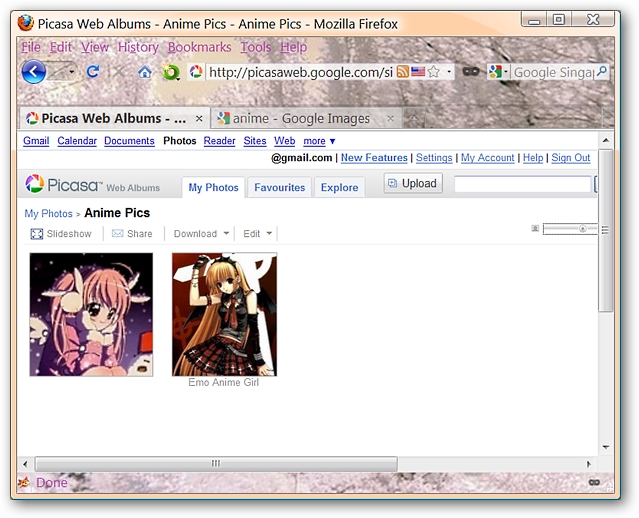 Picasa Web Albums - Anime Pics - Anime Pics - Mozilla Firefox
File Edit View History Bookmarks Tools Help
http://picasaweb.google.com/si Google Singa
Picasa Web Albums - ... anime - Google Images
Gmail Calendar Documents Photos Reader Sites Web more ▼
@gmail.com | New Features | Settings | My Account | Help | Sign Out
Picasa™ Web Albums My Photos Favourites Explore Upload
My Photos > Anime Pics
Slideshow Share Download Edit
Emo Anime Girl
Done